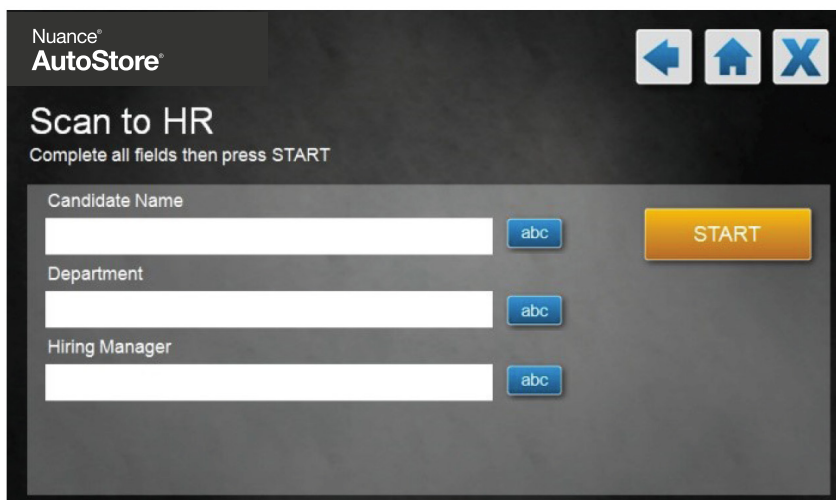 Nuance®
AutoStore®
Scan to HR
Complete all fields then press START
Candidate Name
abc
START
Department
abc
Hiring Manager
abc